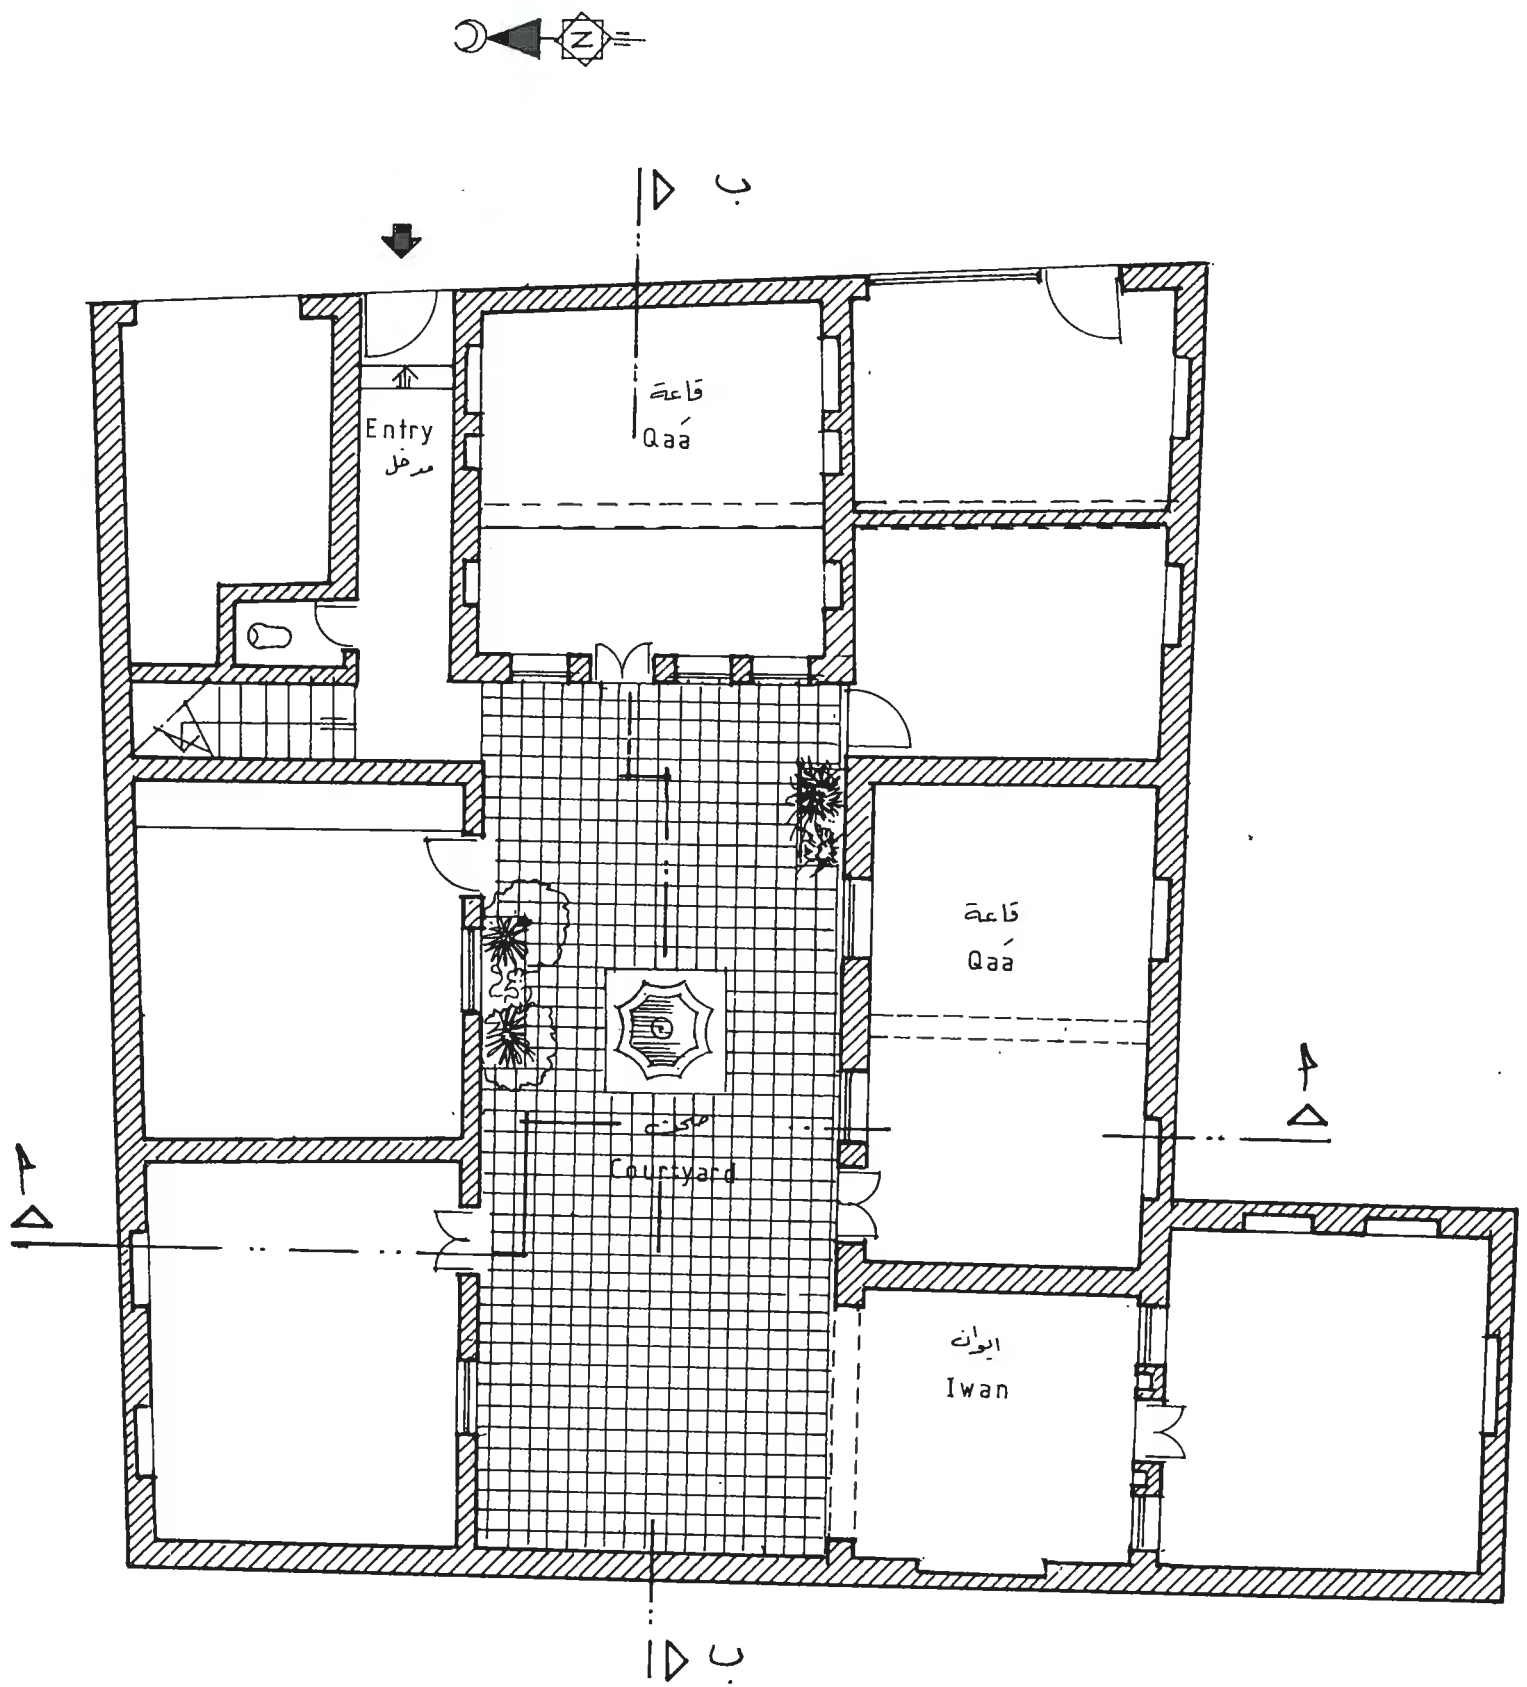 N
ب
قاعة
Qaá
Entry
مدخل
قاعة
Qaá
أ
صحن
Courtyard
أ
ايوان
Iwan
ب